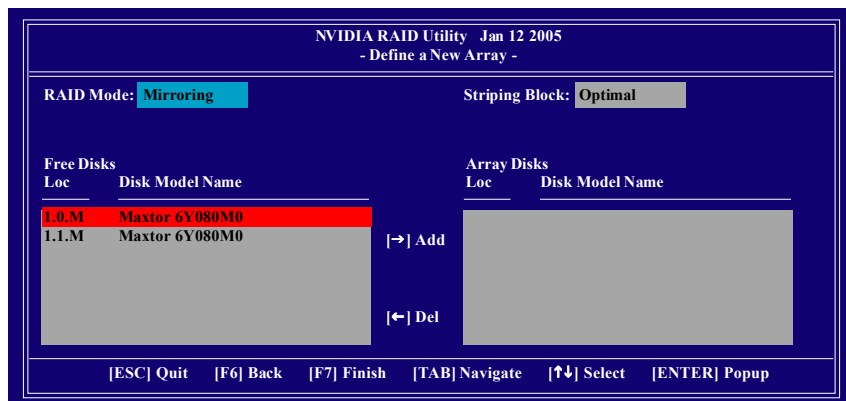 NVIDIA RAID Utility Jan 12 2005
- Define a New Array -
RAID Mode: Mirroring
Striping Block: Optimal
Free Disks
Loc Disk Model Name
1.0.M Maxtor 6Y080M0
1.1.M Maxtor 6Y080M0
[→] Add
[←] Del
Array Disks
Loc Disk Model Name
[ESC] Quit [F6] Back [F7] Finish [TAB] Navigate [↑↓] Select [ENTER] Popup